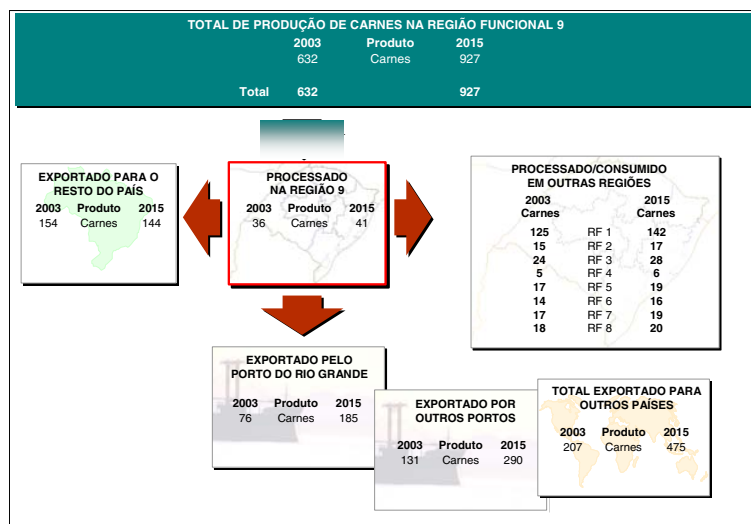 TOTAL DE PRODUÇÃO DE CARNES NA REGIÃO FUNCIONAL 9
2003 Produto 2015
632 Carnes 927
Total 632 927
EXPORTADO PARA O
RESTO DO PAÍS
2003 Produto 2015
154 Carnes 144
PROCESSADO
NA REGIÃO 9
2003 Produto 2015
36 Carnes 41
PROCESSADO/CONSUMIDO
EM OUTRAS REGIÕES
2003 2015
Carnes Carnes
125 RF 1 142
15 RF 2 17
24 RF 3 28
5 RF 4 6
17 RF 5 19
14 RF 6 16
17 RF 7 19
18 RF 8 20
EXPORTADO PELO
PORTO DO RIO GRANDE
2003 Produto 2015
76 Carnes 185
EXPORTADO POR
OUTROS PORTOS
2003 Produto 2015
131 Carnes 290
TOTAL EXPORTADO PARA
OUTROS PAÍSES
2003 Produto 2015
207 Carnes 475